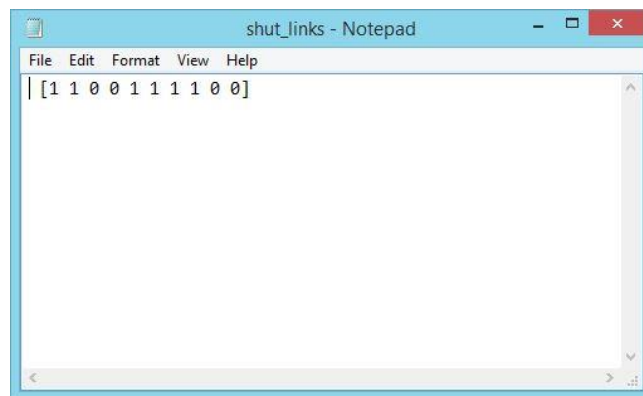 shut_links - Notepad
File Edit Format View Help
[1 1 0 0 1 1 1 1 0 0]